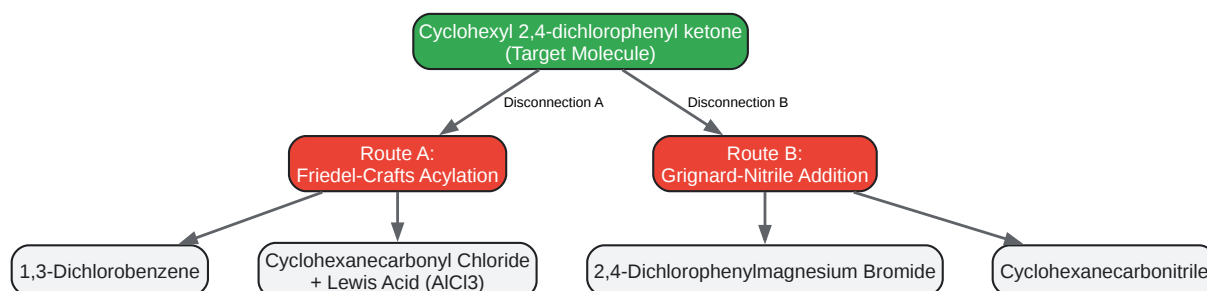 Cyclohexyl 2,4-dichlorophenyl ketone
(Target Molecule)
Disconnection A
Disconnection B
Route A:
Friedel-Crafts Acylation
Route B:
Grignard-Nitrile Addition
1,3-Dichlorobenzene
Cyclohexanecarbonyl Chloride
+ Lewis Acid (AlCl3)
2,4-Dichlorophenylmagnesium Bromide
Cyclohexanecarbonitrile